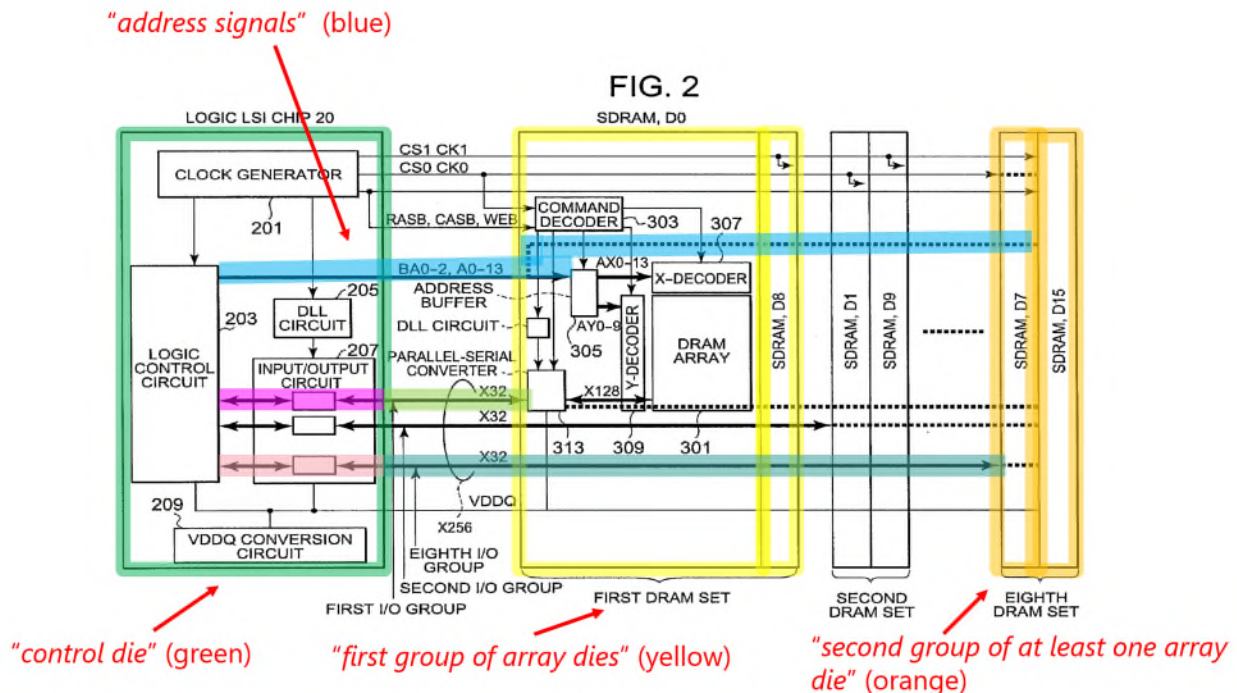 “address signals” (blue)
FIG. 2
LOGIC LSI CHIP 20
SDRAM, D0
CS1 CK1
CS0 CK0
CLOCK GENERATOR
201
RASB, CASB, WEB
COMMAND
DECODER
303
307
BA0-2, A0-13
AX0-13
X-DECODER
ADDRESS
BUFFER
AY0-9
205
DLL
CIRCUIT
203
LOGIC
CONTROL
CIRCUIT
207
INPUT/OUTPUT
CIRCUIT
DLL CIRCUIT
305
Y-DECODER
DRAM
ARRAY
PARALLEL-SERIAL
CONVERTER
X32
X128
X32
313
309
301
X32
VDDQ
209
VDDQ CONVERSION
CIRCUIT
X256
EIGHTH I/O
GROUP
SECOND I/O GROUP
FIRST I/O GROUP
SDRAM, D8
SDRAM, D1
SDRAM, D9
SDRAM, D7
SDRAM, D15
FIRST DRAM SET
SECOND
DRAM SET
EIGHTH
DRAM SET
“control die” (green)
“first group of array dies” (yellow)
“second group of at least one array
die” (orange)